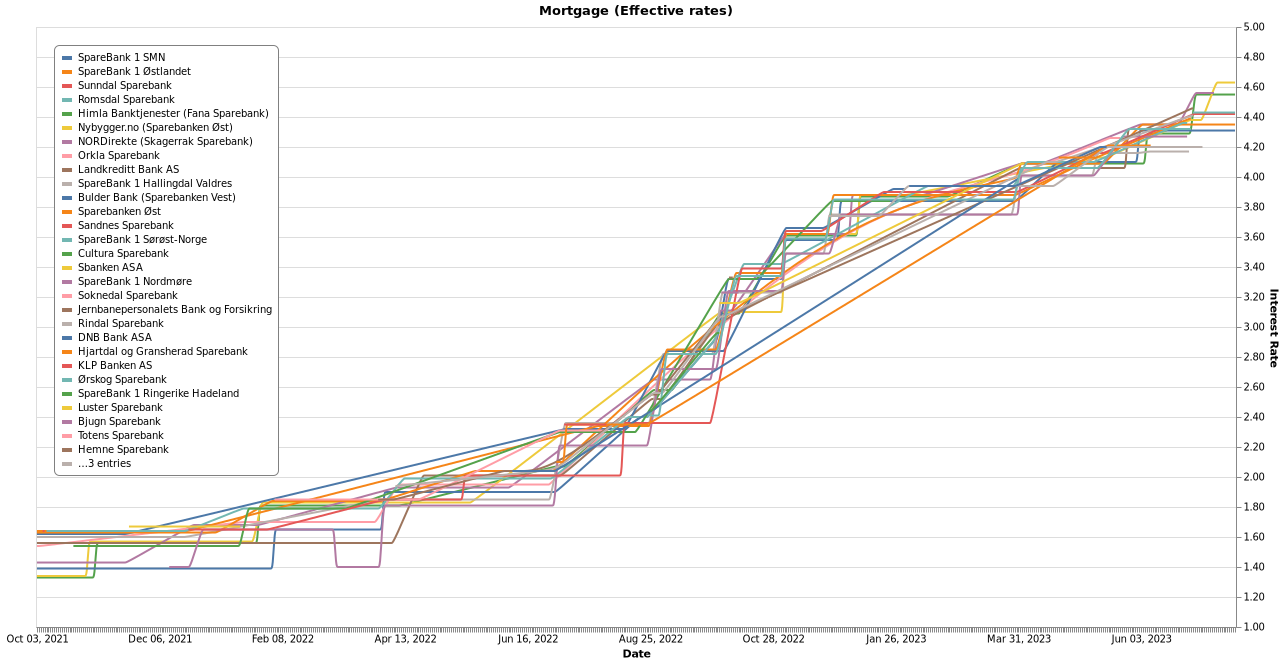 Mortgage (Effective rates)
SpareBank 1 SMN
SpareBank 1 Østlandet
Sunndal Sparebank
Romsdal Sparebank
Himla Banktjenester (Fana Sparebank)
Nybygger.no (Sparebanken Øst)
NORDirekte (Skagerrak Sparebank)
Orkla Sparebank
Landkreditt Bank AS
SpareBank 1 Hallingdal Valdres
Bulder Bank (Sparebanken Vest)
Sparebanken Øst
Sandnes Sparebank
SpareBank 1 Sørøst-Norge
Cultura Sparebank
Sbanken ASA
SpareBank 1 Nordmøre
Soknedal Sparebank
Jernbanepersonalets Bank og Forsikring
Rindal Sparebank
DNB Bank ASA
Hjartdal og Gransherad Sparebank
KLP Banken AS
Ørskog Sparebank
SpareBank 1 Ringerike Hadeland
Luster Sparebank
Bjugn Sparebank
Totens Sparebank
Hemne Sparebank
...3 entries
5.00
4.80
4.60
4.40
4.20
4.00
3.80
3.60
3.40
3.20
3.00
2.80
2.60
2.40
2.20
2.00
1.80
1.60
1.40
1.20
1.00
Interest Rate
Oct 03, 2021 Dec 06, 2021 Feb 08, 2022 Apr 13, 2022 Jun 16, 2022 Aug 25, 2022 Oct 28, 2022 Jan 26, 2023 Mar 31, 2023 Jun 03, 2023
Date